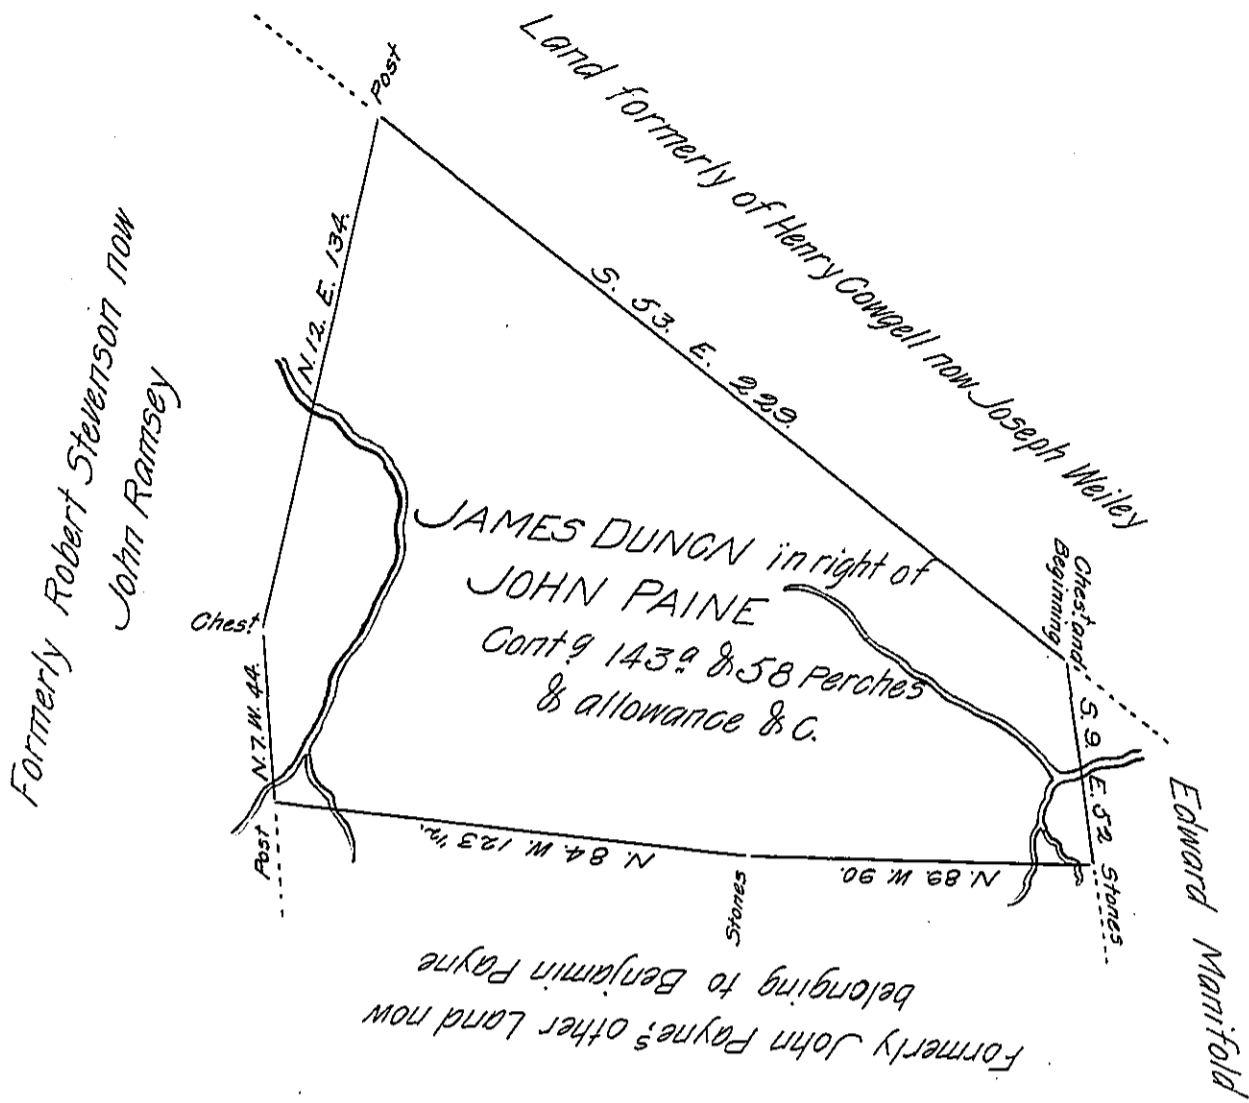 Post
Land formerly of Henry Cowgell now Joseph Weiley
N. 12. E. 134.
S. 53. E. 229.
Formerly Robert Stevenson now
John Ramsey
JAMES DUNCN in right of
JOHN PAINE
Contg 143a & 58 Perches
& allowance & C.
Chest
N. 7. W. 44.
Chest and
Beginning
S. 9. E. 52
Stones
Post
N. 84. W. 123 1/2.
Stones
N. 89. W. 90.
Edward Manifold
Formerly John Payne's other Land now
belonging to Benjamin Payne